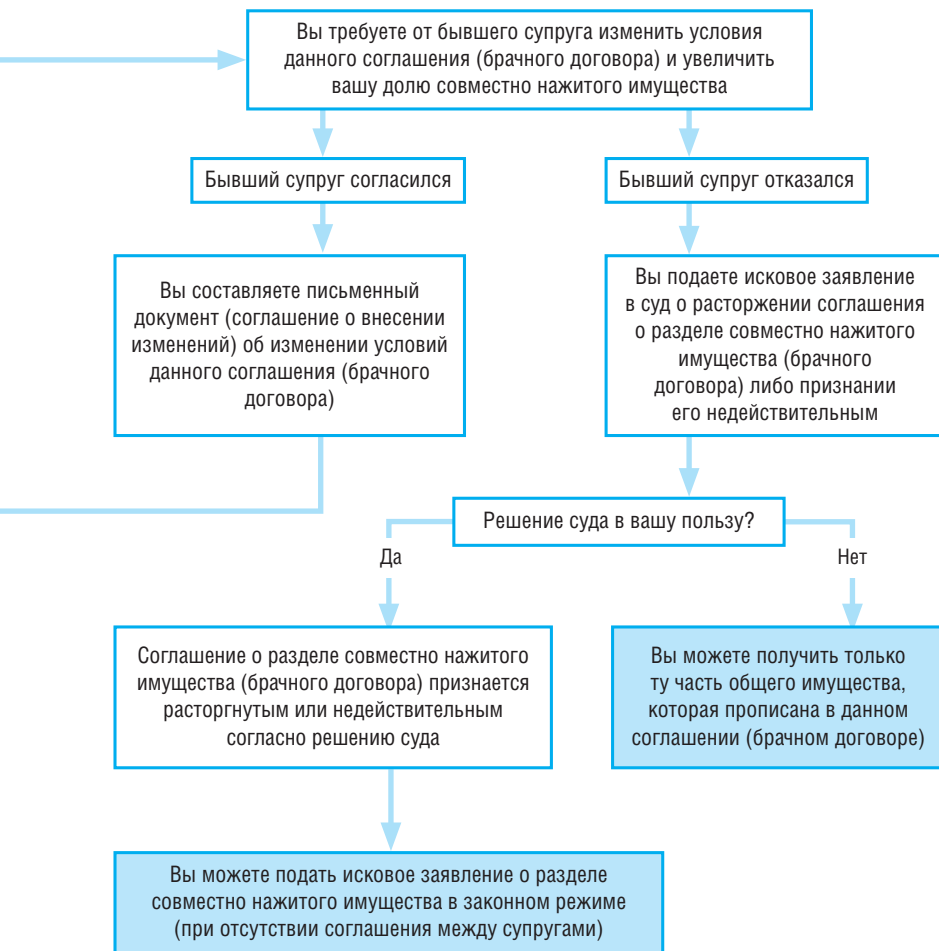 Вы требуете от бывшего супруга изменить условия
данного соглашения (брачного договора) и увеличить
вашу долю совместно нажитого имущества
Бывший супруг согласился
Бывший супруг отказался
Вы составляете письменный
документ (соглашение о внесении
изменений) об изменении условий
данного соглашения (брачного
договора)
Вы подаете исковое заявление
в суд о расторжении соглашения
о разделе совместно нажитого
имущества (брачного
договора) либо признании
его недействительным
Решение суда в вашу пользу?
Да
Нет
Соглашение о разделе совместно нажитого
имущества (брачного договора) признается
расторгнутым или недействительным
согласно решению суда
Вы можете получить только
ту часть общего имущества,
которая прописана в данном
соглашении (брачном договоре)
Вы можете подать исковое заявление о разделе
совместно нажитого имущества в законном режиме
(при отсутствии соглашения между супругами)